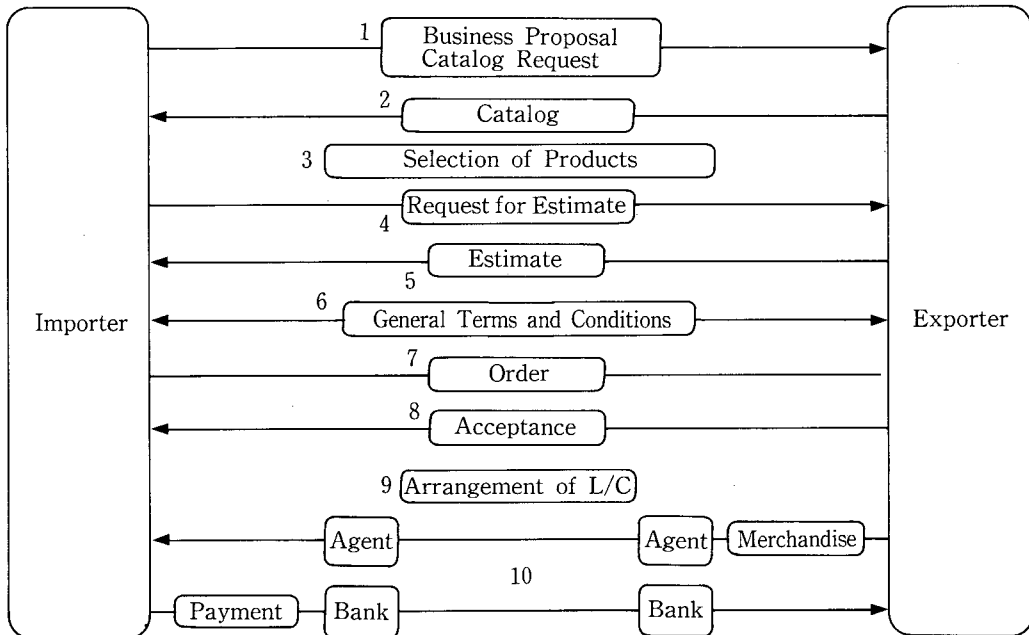 1
Business Proposal
Catalog Request
2
Catalog
3
Selection of Products
Request for Estimate
4
Estimate
5
6
General Terms and Conditions
Importer
Exporter
7
Order
8
Acceptance
9
Arrangement of L/C
Agent
Agent
Merchandise
10
Payment
Bank
Bank